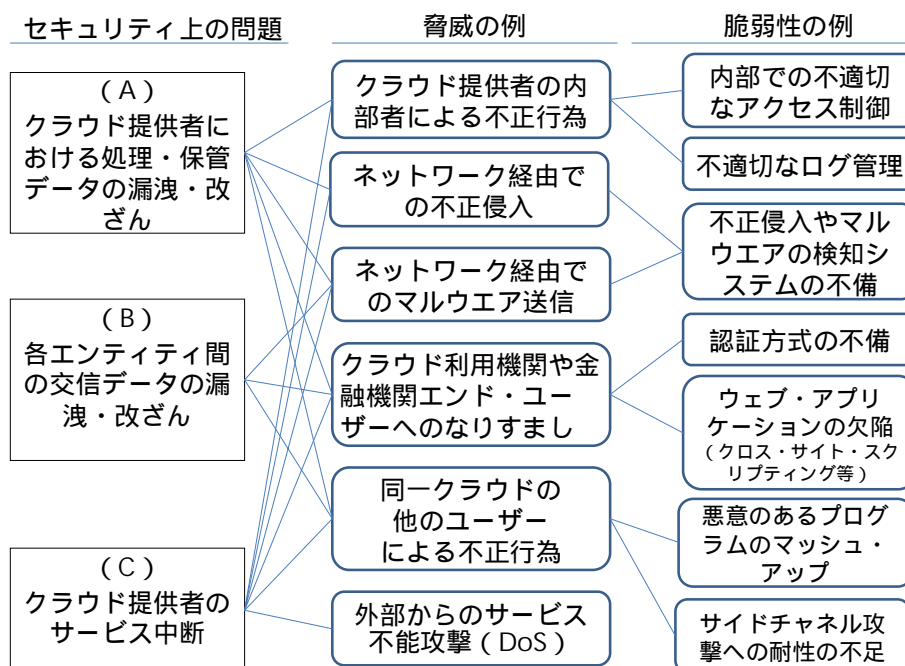 セキュリティ上の問題
脅威の例
脆弱性の例
（A）
クラウド提供者に
おける処理・保管
データの漏洩・改
ざん
（B）
各エンティティ間
の交信データの漏
洩・改ざん
（C）
クラウド提供者の
サービス中断
クラウド提供者の内
部者による不正行為
ネットワーク経由で
の不正侵入
ネットワーク経由で
のマルウエア送信
クラウド利用機関や金
融機関エンド・ユー
ザーへのなりすまし
同一クラウドの
他のユーザー
による不正行為
外部からのサービス
不能攻撃（DoS）
内部での不適切
なアクセス制御
不適切なログ管理
不正侵入やマル
ウエアの検知シ
ステムの不備
認証方式の不備
ウェブ・アプリ
ケーションの欠陥
（クロス・サイト・スク
リプティング等）
悪意のあるプログ
ラムのマッシュ・
アップ
サイドチャネル攻
撃への耐性の不足